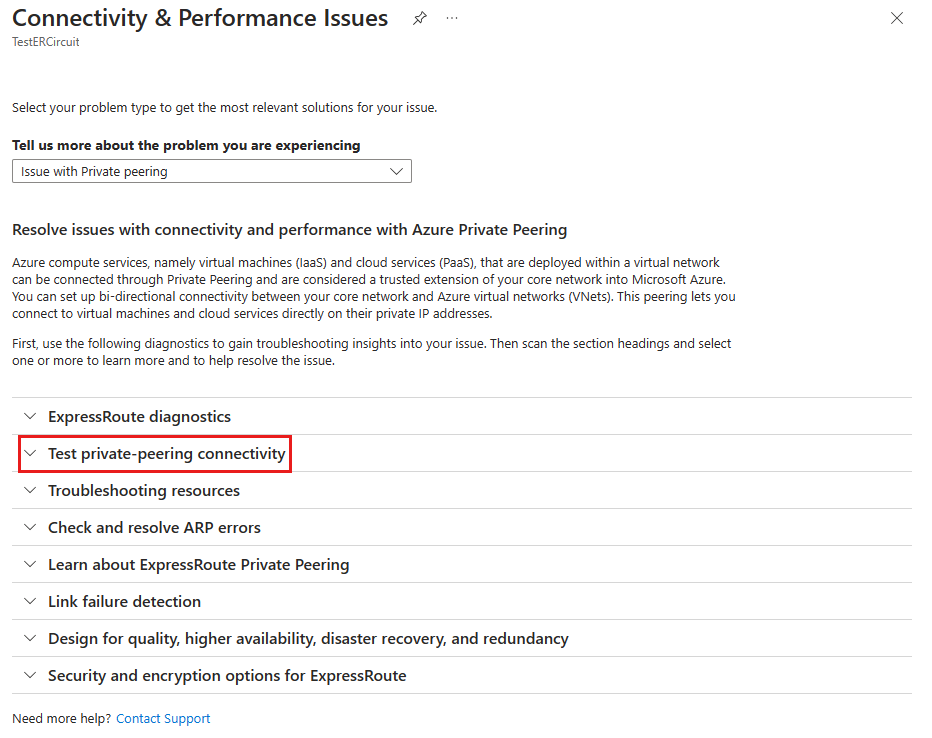 Connectivity & Performance Issues
TestERCircuit
Select your problem type to get the most relevant solutions for your issue.
Tell us more about the problem you are experiencing
Issue with Private peering
Resolve issues with connectivity and performance with Azure Private Peering
Azure compute services, namely virtual machines (IaaS) and cloud services (PaaS), that are deployed within a virtual network
can be connected through Private Peering and are considered a trusted extension of your core network into Microsoft Azure.
You can set up bi-directional connectivity between your core network and Azure virtual networks (VNets). This peering lets you
connect to virtual machines and cloud services directly on their private IP addresses.
First, use the following diagnostics to gain troubleshooting insights into your issue. Then scan the section headings and select
one or more to learn more and to help resolve the issue.
ExpressRoute diagnostics
Test private-peering connectivity
Troubleshooting resources
Check and resolve ARP errors
Learn about ExpressRoute Private Peering
Link failure detection
Design for quality, higher availability, disaster recovery, and redundancy
Security and encryption options for ExpressRoute
Need more help? Contact Support